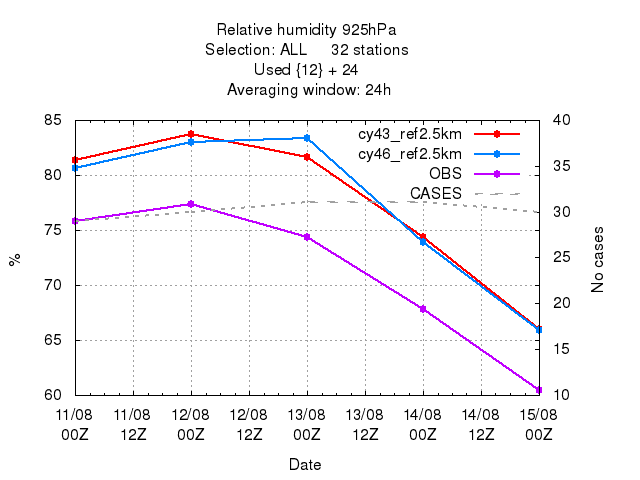 Relative humidity 925hPa
Selection: ALL 32 stations
Used {12} + 24
Averaging window: 24h
85
80
75
70
65
60
%
40
35
30
25
20
15
10
No cases
cy43_ref2.5km
cy46_ref2.5km
OBS
CASES
11/08 11/08 12/08 12/08 13/08 13/08 14/08 14/08 15/08
00Z 12Z 00Z 12Z 00Z 12Z 00Z 12Z 00Z
Date